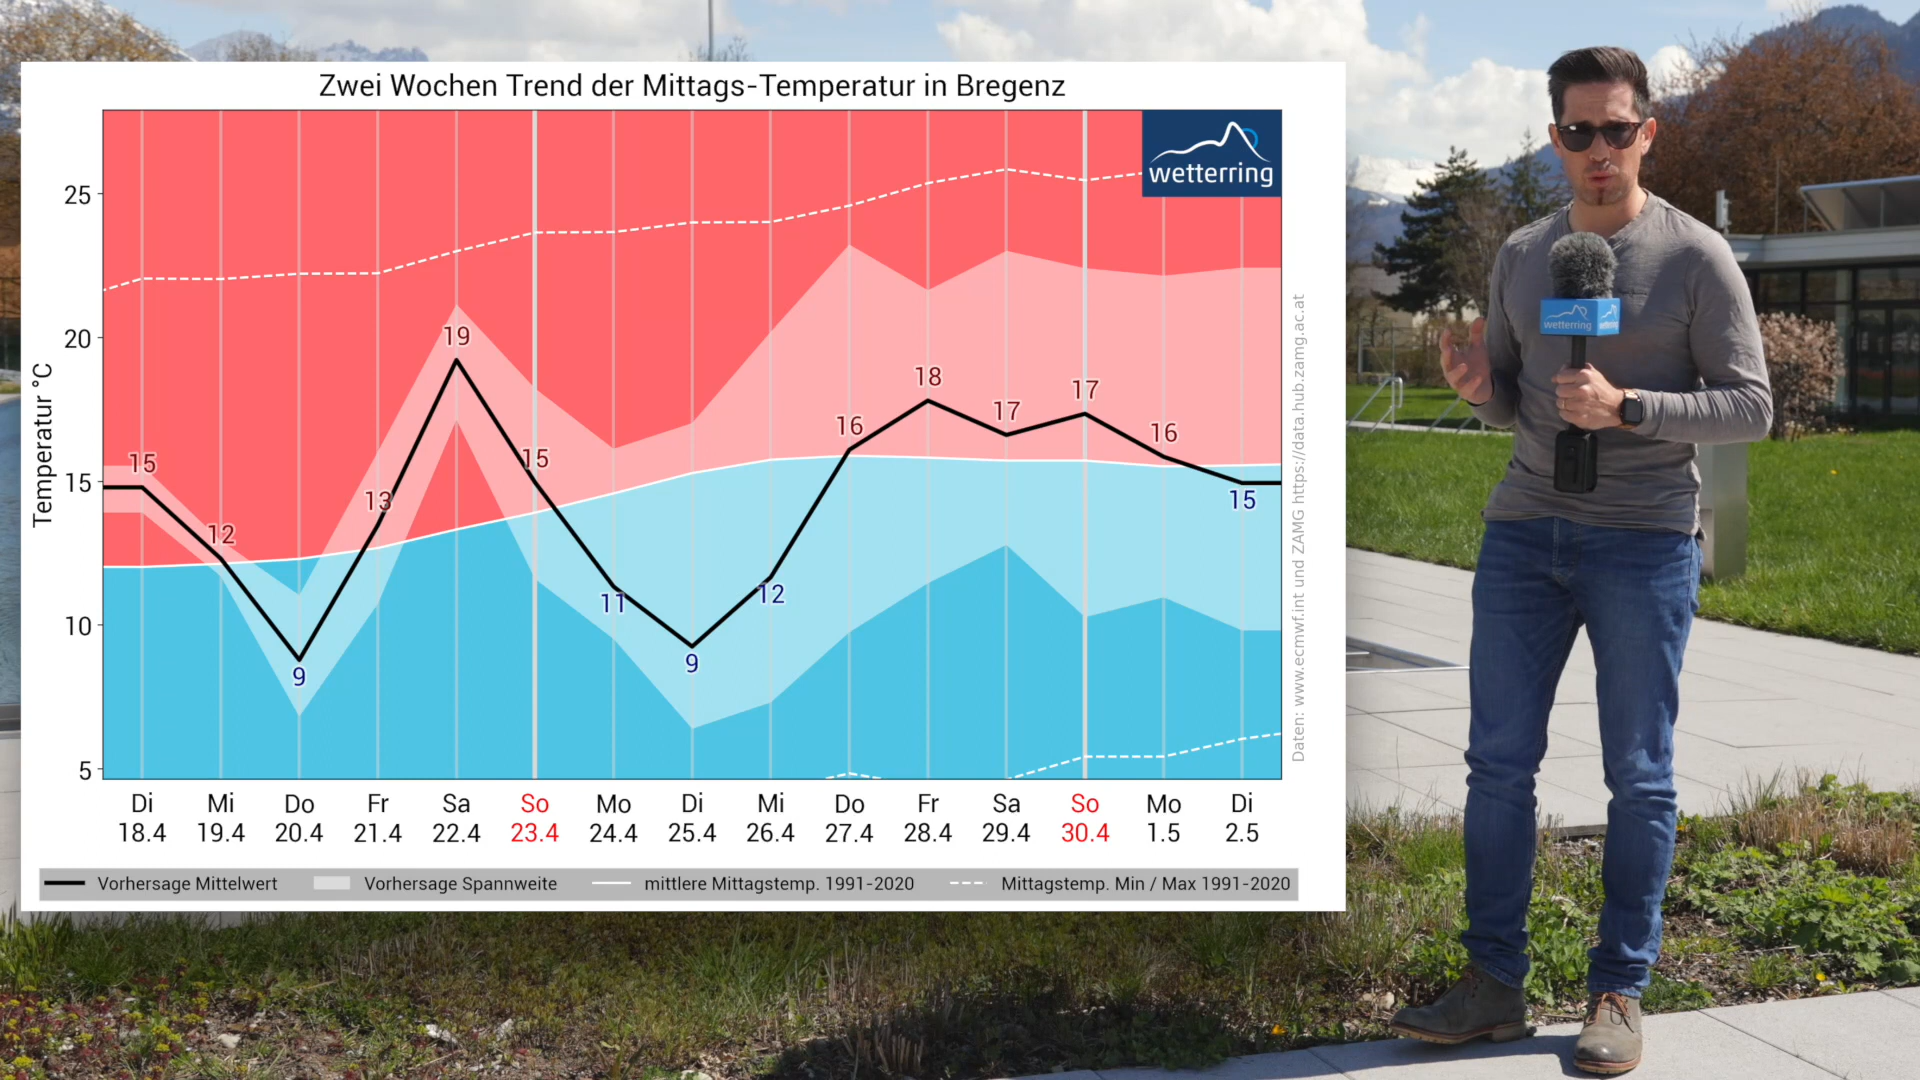 Zwei Wochen Trend der Mittags-Temperatur in Bregenz
wetterring
25
20
15
10
5
Temperatur °C
15
12
9
13
19
15
11
9
12
16
18
17
17
16
15
Di Mi Do Fr Sa So Mo Di Mi Do Fr Sa So Mo Di
18.4 19.4 20.4 21.4 22.4 23.4 24.4 25.4 26.4 27.4 28.4 29.4 30.4 1.5 2.5
Vorhersage Mittelwert Vorhersage Spannweite mittlere Mittagstemp. 1991-2020 Mittagstemp. Min / Max 1991-2020
Daten: www.ecmwf.int und ZAMG https://data.hub.zamg.ac.at
wetterring